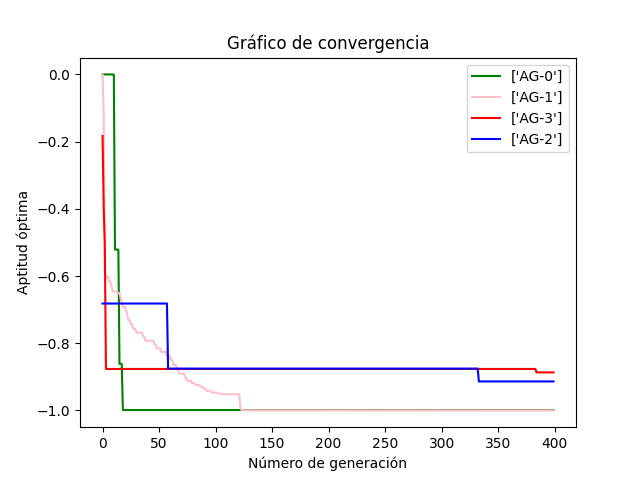 Gráfico de convergencia
['AG-0']
['AG-1']
['AG-3']
['AG-2']
Aptitud óptima
0.0
−0.2
−0.4
−0.6
−0.8
−1.0
0 50 100 150 200 250 300 350 400
Número de generación